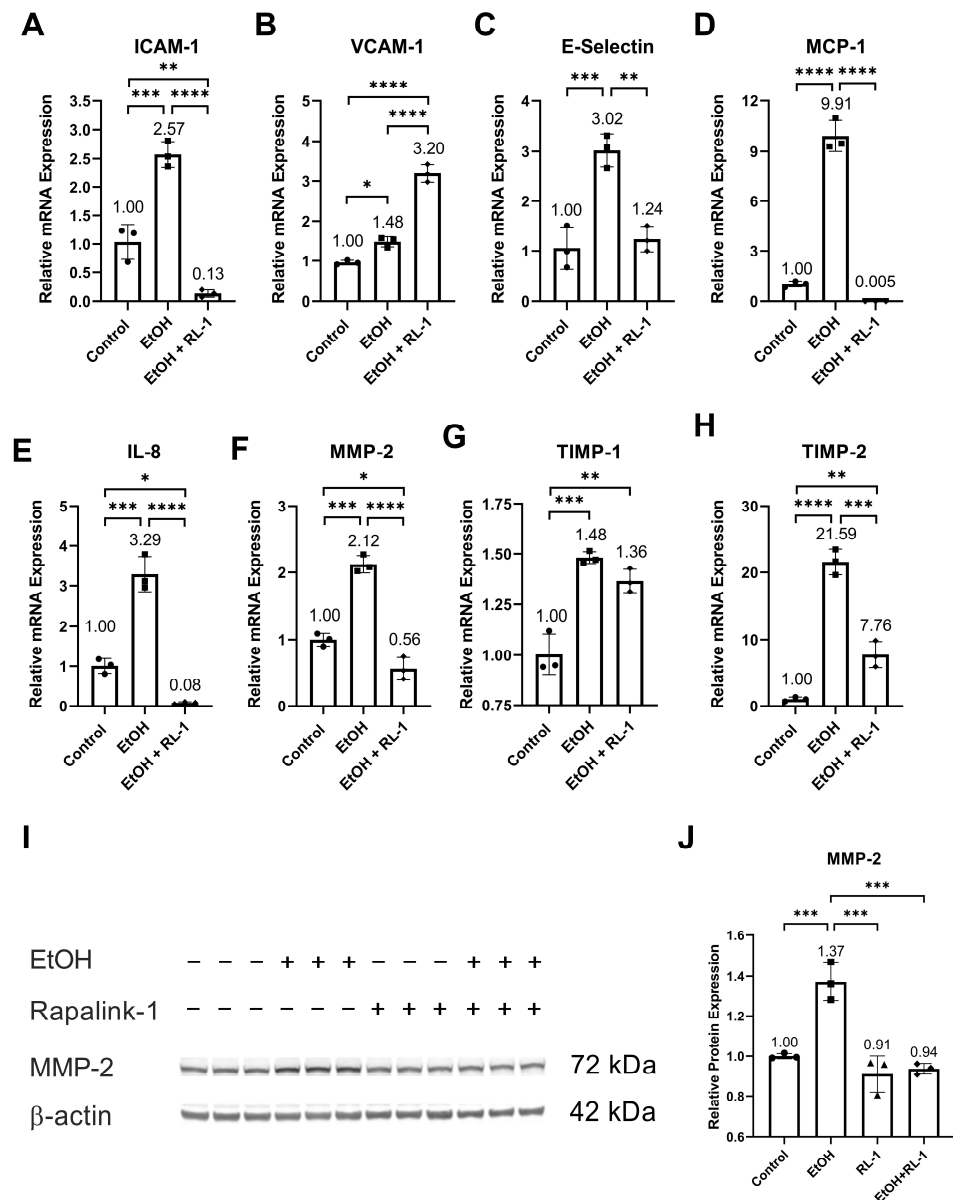 A
ICAM-1
**
*** ****
Relative mRNA Expression
3.5
3.0
2.5
2.0
1.5
1.0
0.5
0.0
1.00
2.57
0.13
Control
EtOH
EtOH + RL-1
B
VCAM-1
****
****
*
Relative mRNA Expression
5
4
3
2
1
0
1.00
1.48
3.20
Control
EtOH
EtOH + RL-1
C
E-Selectin
*** **
Relative mRNA Expression
5
4
3
2
1
0
1.00
3.02
1.24
Control
EtOH
EtOH + RL-1
D
MCP-1
**** ****
Relative mRNA Expression
12
9
6
3
0
1.00
9.91
0.005
Control
EtOH
EtOH + RL-1
E
IL-8
*
*** ****
Relative mRNA Expression
5
4
3
2
1
0
1.00
3.29
0.08
Control
EtOH
EtOH + RL-1
F
MMP-2
*
*** ****
Relative mRNA Expression
3
2
1
0
1.00
2.12
0.56
Control
EtOH
EtOH + RL-1
G
TIMP-1
**
***
Relative mRNA Expression
1.75
1.50
1.25
1.00
0.75
1.00
1.48
1.36
Control
EtOH
EtOH + RL-1
H
TIMP-2
**
**** ***
Relative mRNA Expression
30
20
10
0
1.00
21.59
7.76
Control
EtOH
EtOH + RL-1
I
EtOH − − − + + + − − − + + +
Rapalink-1 − − − − − − + + + + + +
MMP-2 72 kDa
β-actin 42 kDa
J
MMP-2
***
*** ***
Relative Protein Expression
1.6
1.4
1.2
1.0
0.8
0.6
1.00
1.37
0.91
0.94
Control
EtOH
RL-1
EtOH+RL-1